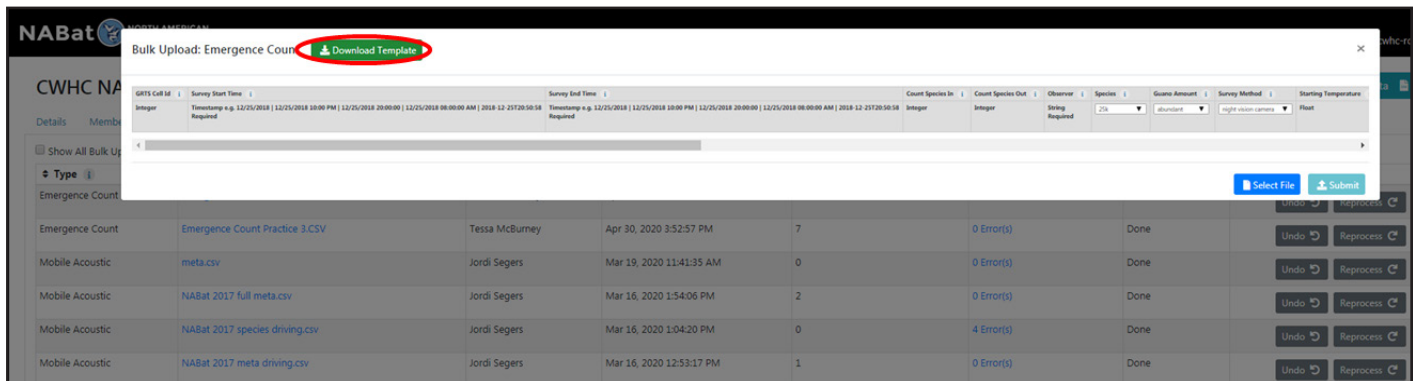 NABat NORTH AMERICAN
Bulk Upload: Emergence Coun Download Template ×
cwhc-ro
CWHC NA
GRTS Cell Id i Survey Start Time i Survey End Time i Count Species In i Count Species Out i Observer i Species i Guano Amount i Survey Method i Starting Temperature
Integer Timestamp e.g. 12/25/2018 | 12/25/2018 10:00 PM | 12/25/2018 20:00:00 | 12/25/2018 08:00:00 AM | 2018-12-25T20:50:58 Timestamp e.g. 12/25/2018 | 12/25/2018 10:00 PM | 12/25/2018 20:00:00 | 12/25/2018 08:00:00 AM | 2018-12-25T20:50:58 Integer Integer String 25k abundant night vision camera Float
Required Required Required
Details Membe
Show All Bulk Up
Type i
Select File Submit
Emergence Count Undo Reprocess
Emergence Count Emergence Count Practice 3.CSV Tessa McBurney Apr 30, 2020 3:52:57 PM 7 0 Error(s) Done Undo Reprocess
Mobile Acoustic meta.csv Jordi Segers Mar 19, 2020 11:41:35 AM 0 0 Error(s) Done Undo Reprocess
Mobile Acoustic NABat 2017 full meta.csv Jordi Segers Mar 16, 2020 1:54:06 PM 2 0 Error(s) Done Undo Reprocess
Mobile Acoustic NABat 2017 species driving.csv Jordi Segers Mar 16, 2020 1:04:20 PM 0 4 Error(s) Done Undo Reprocess
Mobile Acoustic NABat 2017 meta driving.csv Jordi Segers Mar 16, 2020 12:53:17 PM 1 0 Error(s) Done Undo Reprocess